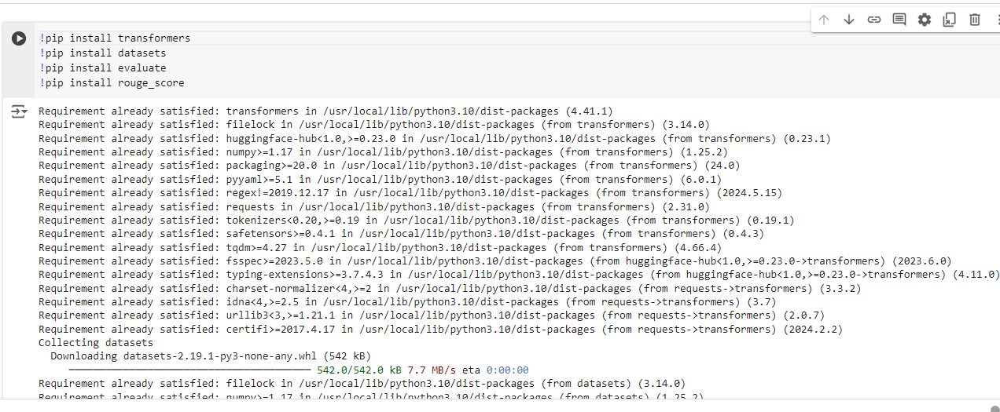 !pip install transformers
!pip install datasets
!pip install evaluate
!pip install rouge_score
Requirement already satisfied: transformers in /usr/local/lib/python3.10/dist-packages (4.41.1)
Requirement already satisfied: filelock in /usr/local/lib/python3.10/dist-packages (from transformers) (3.14.0)
Requirement already satisfied: huggingface-hub<1.0,>=0.23.0 in /usr/local/lib/python3.10/dist-packages (from transformers) (0.23.1)
Requirement already satisfied: numpy>=1.17 in /usr/local/lib/python3.10/dist-packages (from transformers) (1.25.2)
Requirement already satisfied: packaging>=20.0 in /usr/local/lib/python3.10/dist-packages (from transformers) (24.0)
Requirement already satisfied: pyyaml>=5.1 in /usr/local/lib/python3.10/dist-packages (from transformers) (6.0.1)
Requirement already satisfied: regex!=2019.12.17 in /usr/local/lib/python3.10/dist-packages (from transformers) (2024.5.15)
Requirement already satisfied: requests in /usr/local/lib/python3.10/dist-packages (from transformers) (2.31.0)
Requirement already satisfied: tokenizers<0.20,>=0.19 in /usr/local/lib/python3.10/dist-packages (from transformers) (0.19.1)
Requirement already satisfied: safetensors>=0.4.1 in /usr/local/lib/python3.10/dist-packages (from transformers) (0.4.3)
Requirement already satisfied: tqdm>=4.27 in /usr/local/lib/python3.10/dist-packages (from transformers) (4.66.4)
Requirement already satisfied: fsspec>=2023.5.0 in /usr/local/lib/python3.10/dist-packages (from huggingface-hub<1.0,>=0.23.0->transformers) (2023.6.0)
Requirement already satisfied: typing-extensions>=3.7.4.3 in /usr/local/lib/python3.10/dist-packages (from huggingface-hub<1.0,>=0.23.0->transformers) (4.11.0)
Requirement already satisfied: charset-normalizer<4,>=2 in /usr/local/lib/python3.10/dist-packages (from requests->transformers) (3.3.2)
Requirement already satisfied: idna<4,>=2.5 in /usr/local/lib/python3.10/dist-packages (from requests->transformers) (3.7)
Requirement already satisfied: urllib3<3,>=1.21.1 in /usr/local/lib/python3.10/dist-packages (from requests->transformers) (2.0.7)
Requirement already satisfied: certifi>=2017.4.17 in /usr/local/lib/python3.10/dist-packages (from requests->transformers) (2024.2.2)
Collecting datasets
Downloading datasets-2.19.1-py3-none-any.whl (542 kB)
542.0/542.0 kB 7.7 MB/s eta 0:00:00
Requirement already satisfied: filelock in /usr/local/lib/python3.10/dist-packages (from datasets) (3.14.0)
Requirement already satisfied: numpy>=1.17 in /usr/local/lib/python3.10/dist-packages (from datasets) (1.25.2)